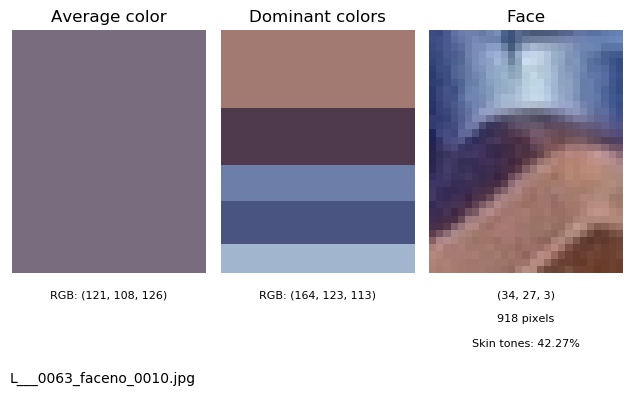 Average color
Dominant colors
Face
RGB: (121, 108, 126)
RGB: (164, 123, 113)
(34, 27, 3)
918 pixels
Skin tones: 42.27%
L___0063_faceno_0010.jpg